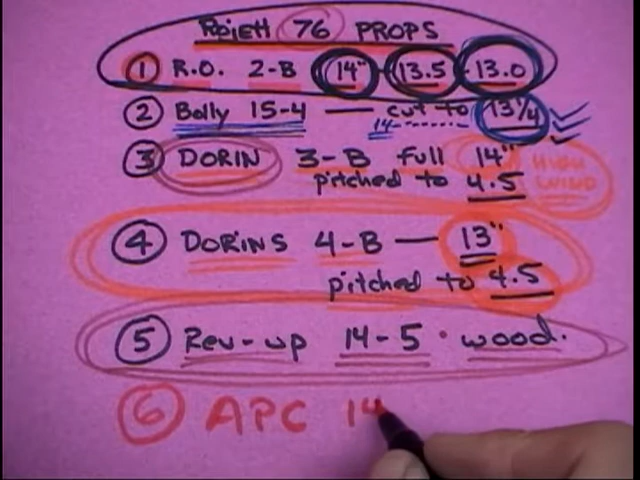 76 PROPS
① R.O. 2-B 14" - 13.5 - 13.0
② Bolly 15-4 — cut to 13 1/4
14
③ DORIN 3-B Full 14" HIGH
pitched to 4.5 WIND
④ DORINS 4-B — 13"
pitched to 4.5
⑤ Rev-up 14-5 · wood.
⑥ APC 14